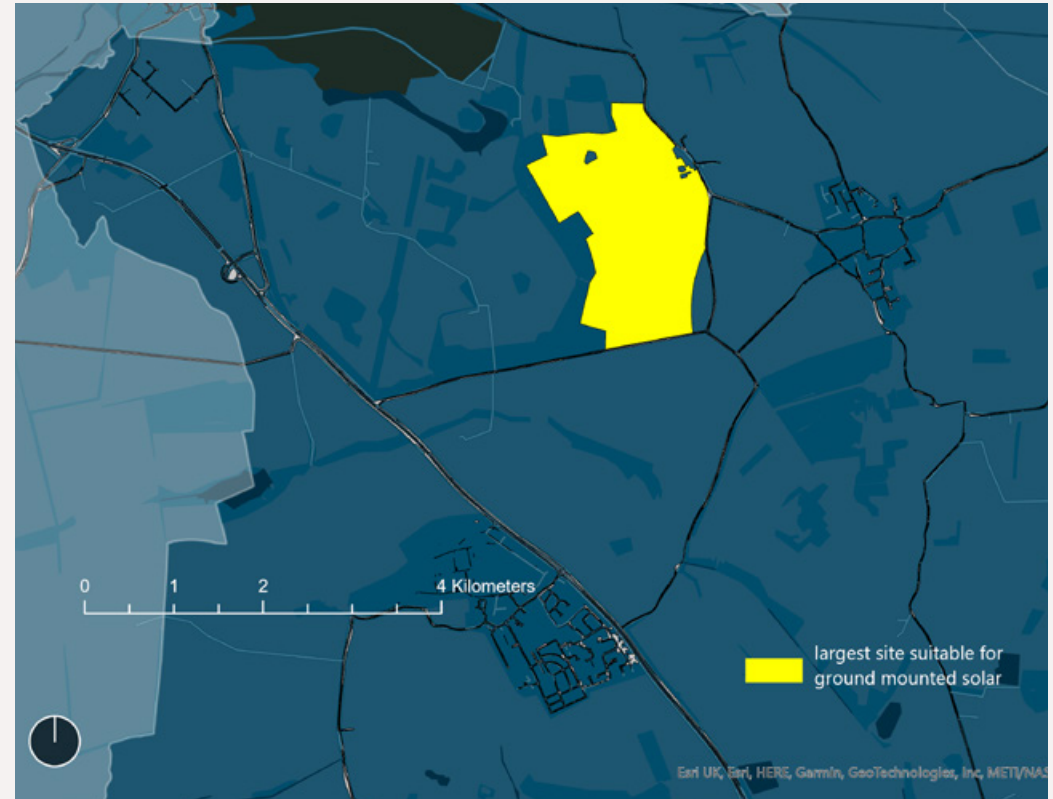 0 1 2 4 Kilometers
largest site suitable for
ground mounted solar
Esri UK, Esri, HERE, Garmin, GeoTechnologies, Inc, METI/NAS